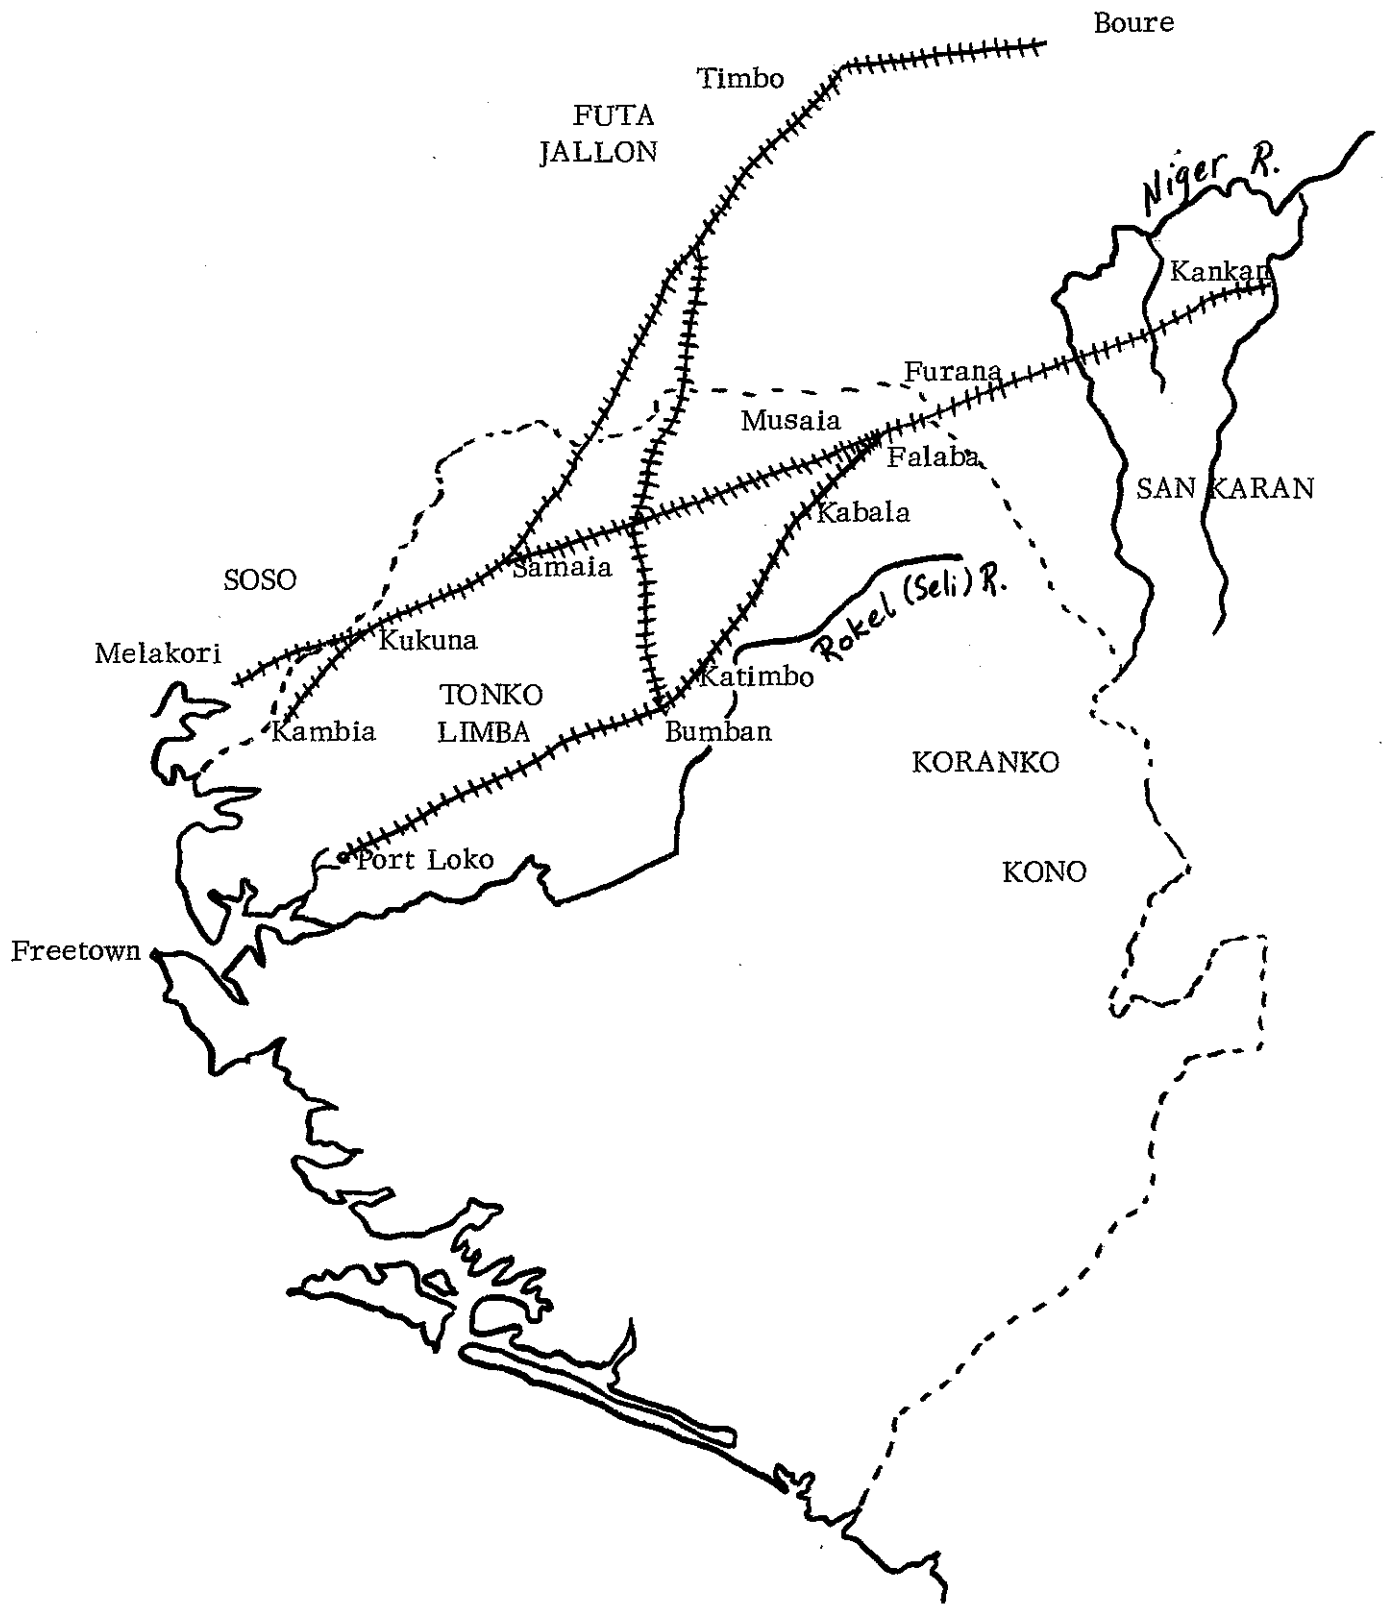 Boure
Timbo
FUTA
JALLON
Niger R.
Kankan
Furana
Musaia
Falaba
SAN KARAN
Kabala
Samaia
SOSO
Rokel (Seli) R.
Kukuna
Melakori
Katimbo
TONKO
LIMBA
Kambia
Bumban
KORANKO
Port Loko
KONO
Freetown